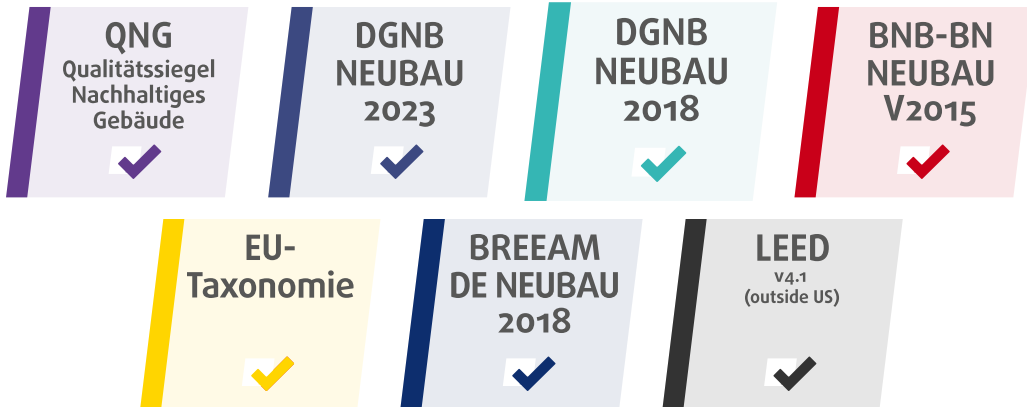 QNG
Qualitätssiegel
Nachhaltiges
Gebäude
DGNB
NEUBAU
2023
DGNB
NEUBAU
2018
BNB-BN
NEUBAU
V2015
EU-
Taxonomie
BREEAM
DE NEUBAU
2018
LEED
v4.1
(outside US)